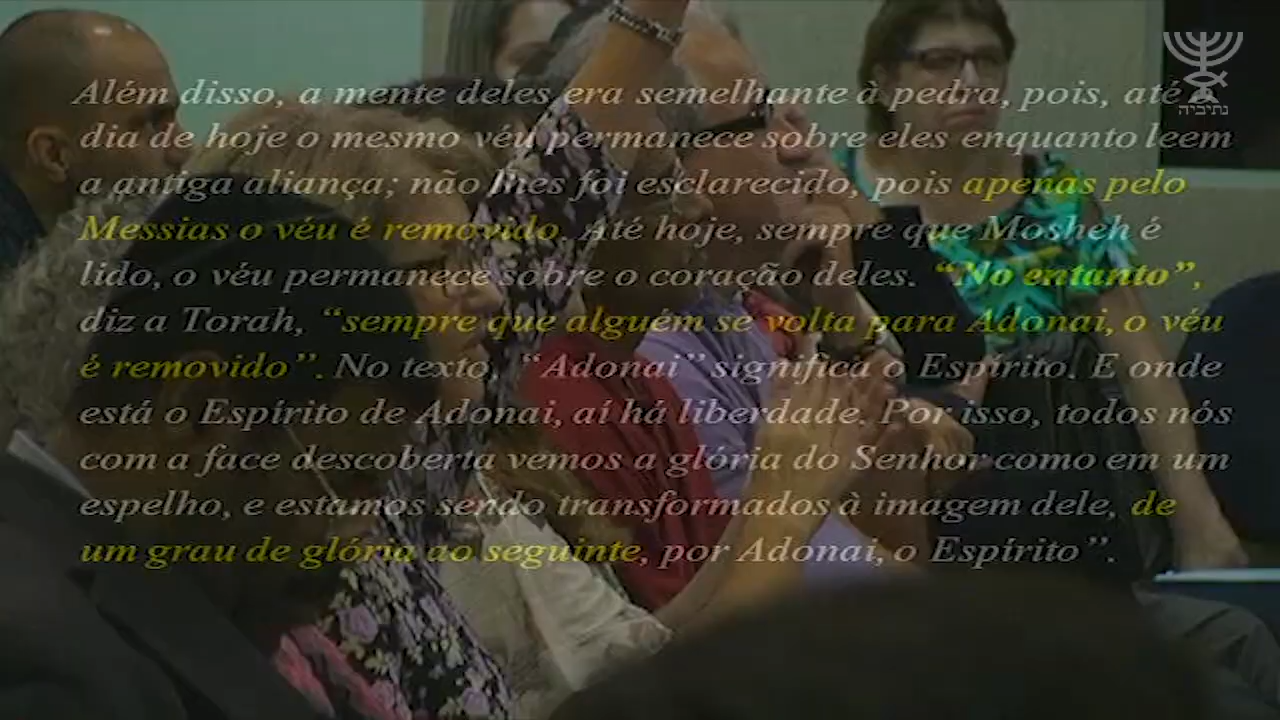 Além disso, a mente deles era semelhante à pedra, pois, até
dia de hoje o mesmo véu permanece sobre eles enquanto leem
a antiga aliança; não lhes foi esclarecido, pois apenas pelo
Messias o véu é removido. Até hoje, sempre que Mosheh é
lido, o véu permanece sobre o coração deles. “No entanto”,
diz a Torah, “sempre que alguém se volta para Adonai, o véu
é removido”. No texto, “Adonai” significa o Espírito. E onde
está o Espírito de Adonai, aí há liberdade. Por isso, todos nós
com a face descoberta vemos a glória do Senhor como em um
espelho, e estamos sendo transformados à imagem dele, de
um grau de glória ao seguinte, por Adonai, o Espírito”.
נתיביה